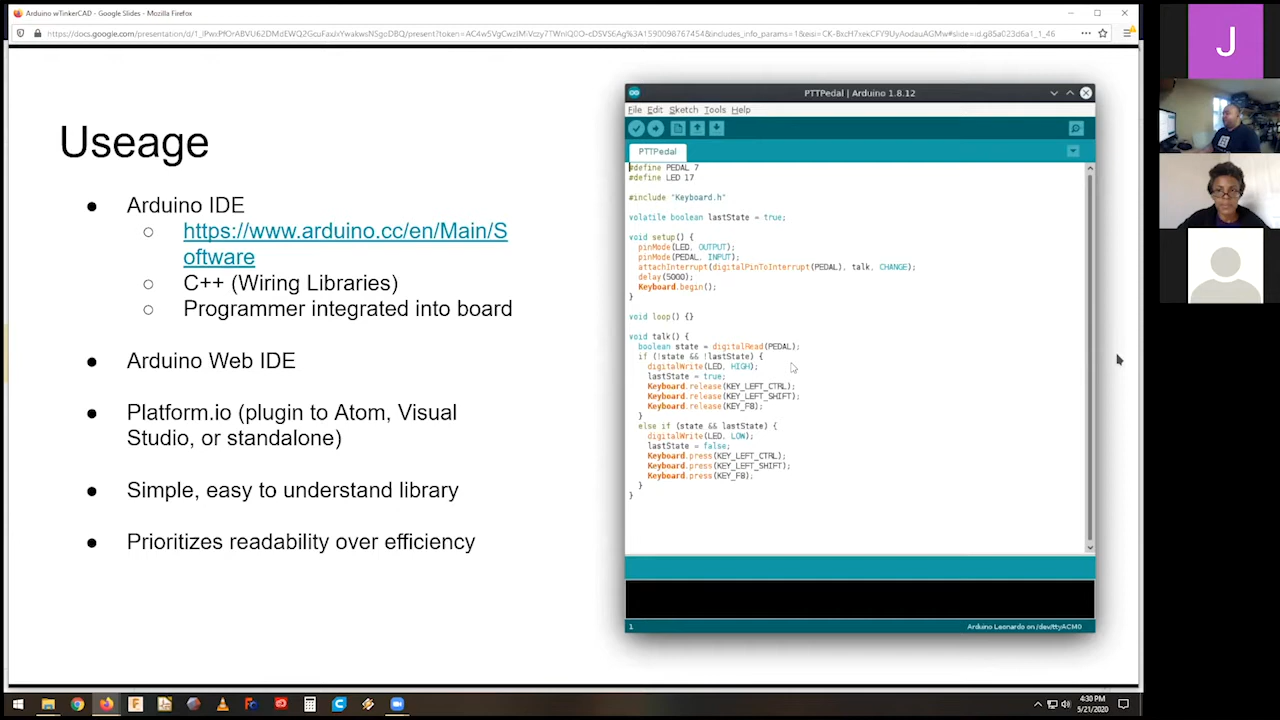 Arduino wTinkerCAD - Google Slides - Mozilla Firefox
Useage
● Arduino IDE
○ https://www.arduino.cc/en/Main/S
oftware
○ C++ (Wiring Libraries)
○ Programmer integrated into board
● Arduino Web IDE
● Platform.io (plugin to Atom, Visual
Studio, or standalone)
● Simple, easy to understand library
● Prioritizes readability over efficiency
PTTPedal | Arduino 1.8.12
File Edit Sketch Tools Help
PTTPedal
#define PEDAL 7
#define LED 17
#include "Keyboard.h"
volatile boolean lastState = true;
void setup() {
pinMode(LED, OUTPUT);
pinMode(PEDAL, INPUT);
attachInterrupt(digitalPinToInterrupt(PEDAL), talk, CHANGE);
delay(5000);
Keyboard.begin();
}
void loop() {}
void talk() {
boolean state = digitalRead(PEDAL);
if (!state && !lastState) {
digitalWrite(LED, HIGH);
lastState = true;
Keyboard.release(KEY_LEFT_CTRL);
Keyboard.release(KEY_LEFT_SHIFT);
Keyboard.release(KEY_F8);
}
else if (state && lastState) {
digitalWrite(LED, LOW);
lastState = false;
Keyboard.press(KEY_LEFT_CTRL);
Keyboard.press(KEY_LEFT_SHIFT);
Keyboard.press(KEY_F8);
}
}
1 Arduino Leonardo on /dev/ttyACM0
J
4:30 PM
5/21/2020